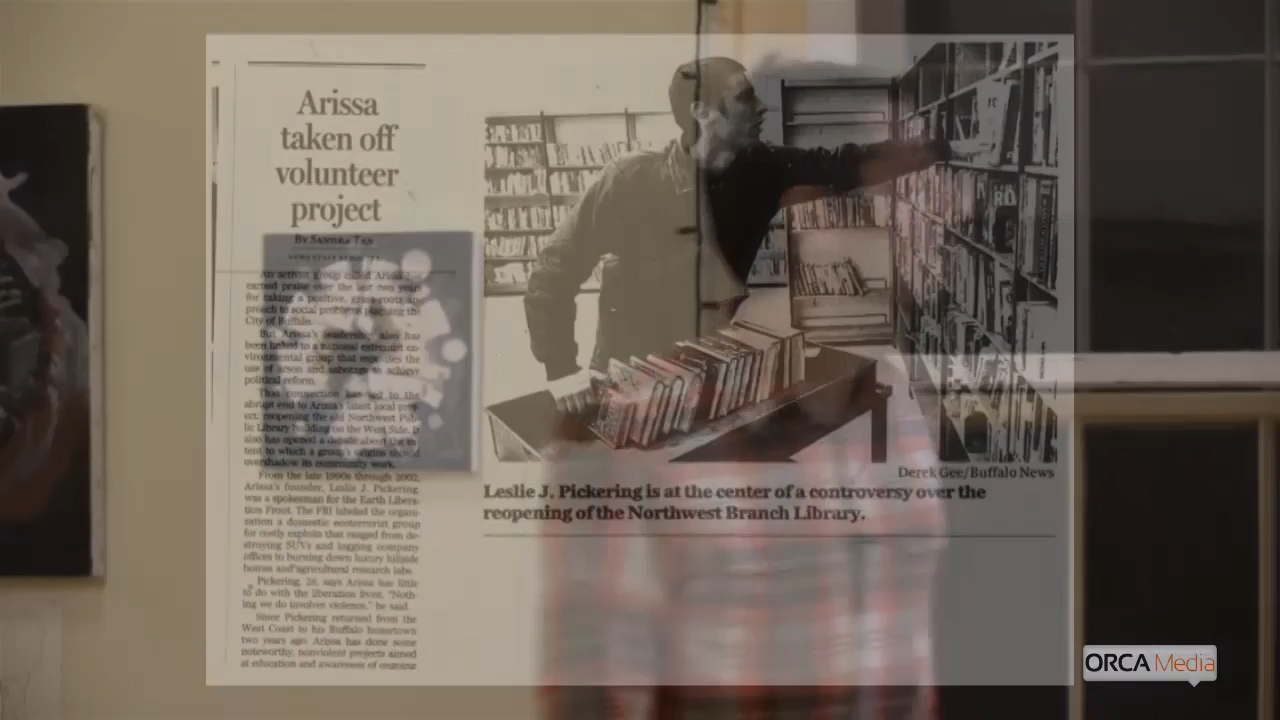 Arissa
taken off
volunteer
project
By SANDRA TAN
NEWS STAFF REPORTER
An activist group called Arissa has
earned praise over the last two years
for taking a positive, grass-roots ap-
proach to social problems plaguing the
City of Buffalo.
But Arissa's leadership also has
been linked to a national extremist en-
vironmental group that espouses the
use of arson and sabotage to achieve
political reform.
That connection has led to the
abrupt end to Arissa's latest local proj-
ect: reopening the old Northwest Pub-
lic Library building on the West Side. It
also has opened a debate about the ex-
tent to which a group's origins should
overshadow its community work.
From the late 1990s through 2002,
Arissa's founder, Leslie J. Pickering,
was a spokesman for the Earth Libera-
tion Front. The FBI labeled the organi-
zation a domestic ecoterrorist group
for costly exploits that ranged from de-
stroying SUVs and logging company
offices to burning down luxury hillside
homes and agricultural research labs.
Pickering, 28, says Arissa has little
to do with the liberation front. "Noth-
ing we do involves violence," he said.
Since Pickering returned from the
West Coast to his Buffalo hometown
two years ago, Arissa has done some
noteworthy, nonviolent projects aimed
at education and awareness of ongoing
Derek Gee/Buffalo News
Leslie J. Pickering is at the center of a controversy over the
reopening of the Northwest Branch Library.
ORCA Media